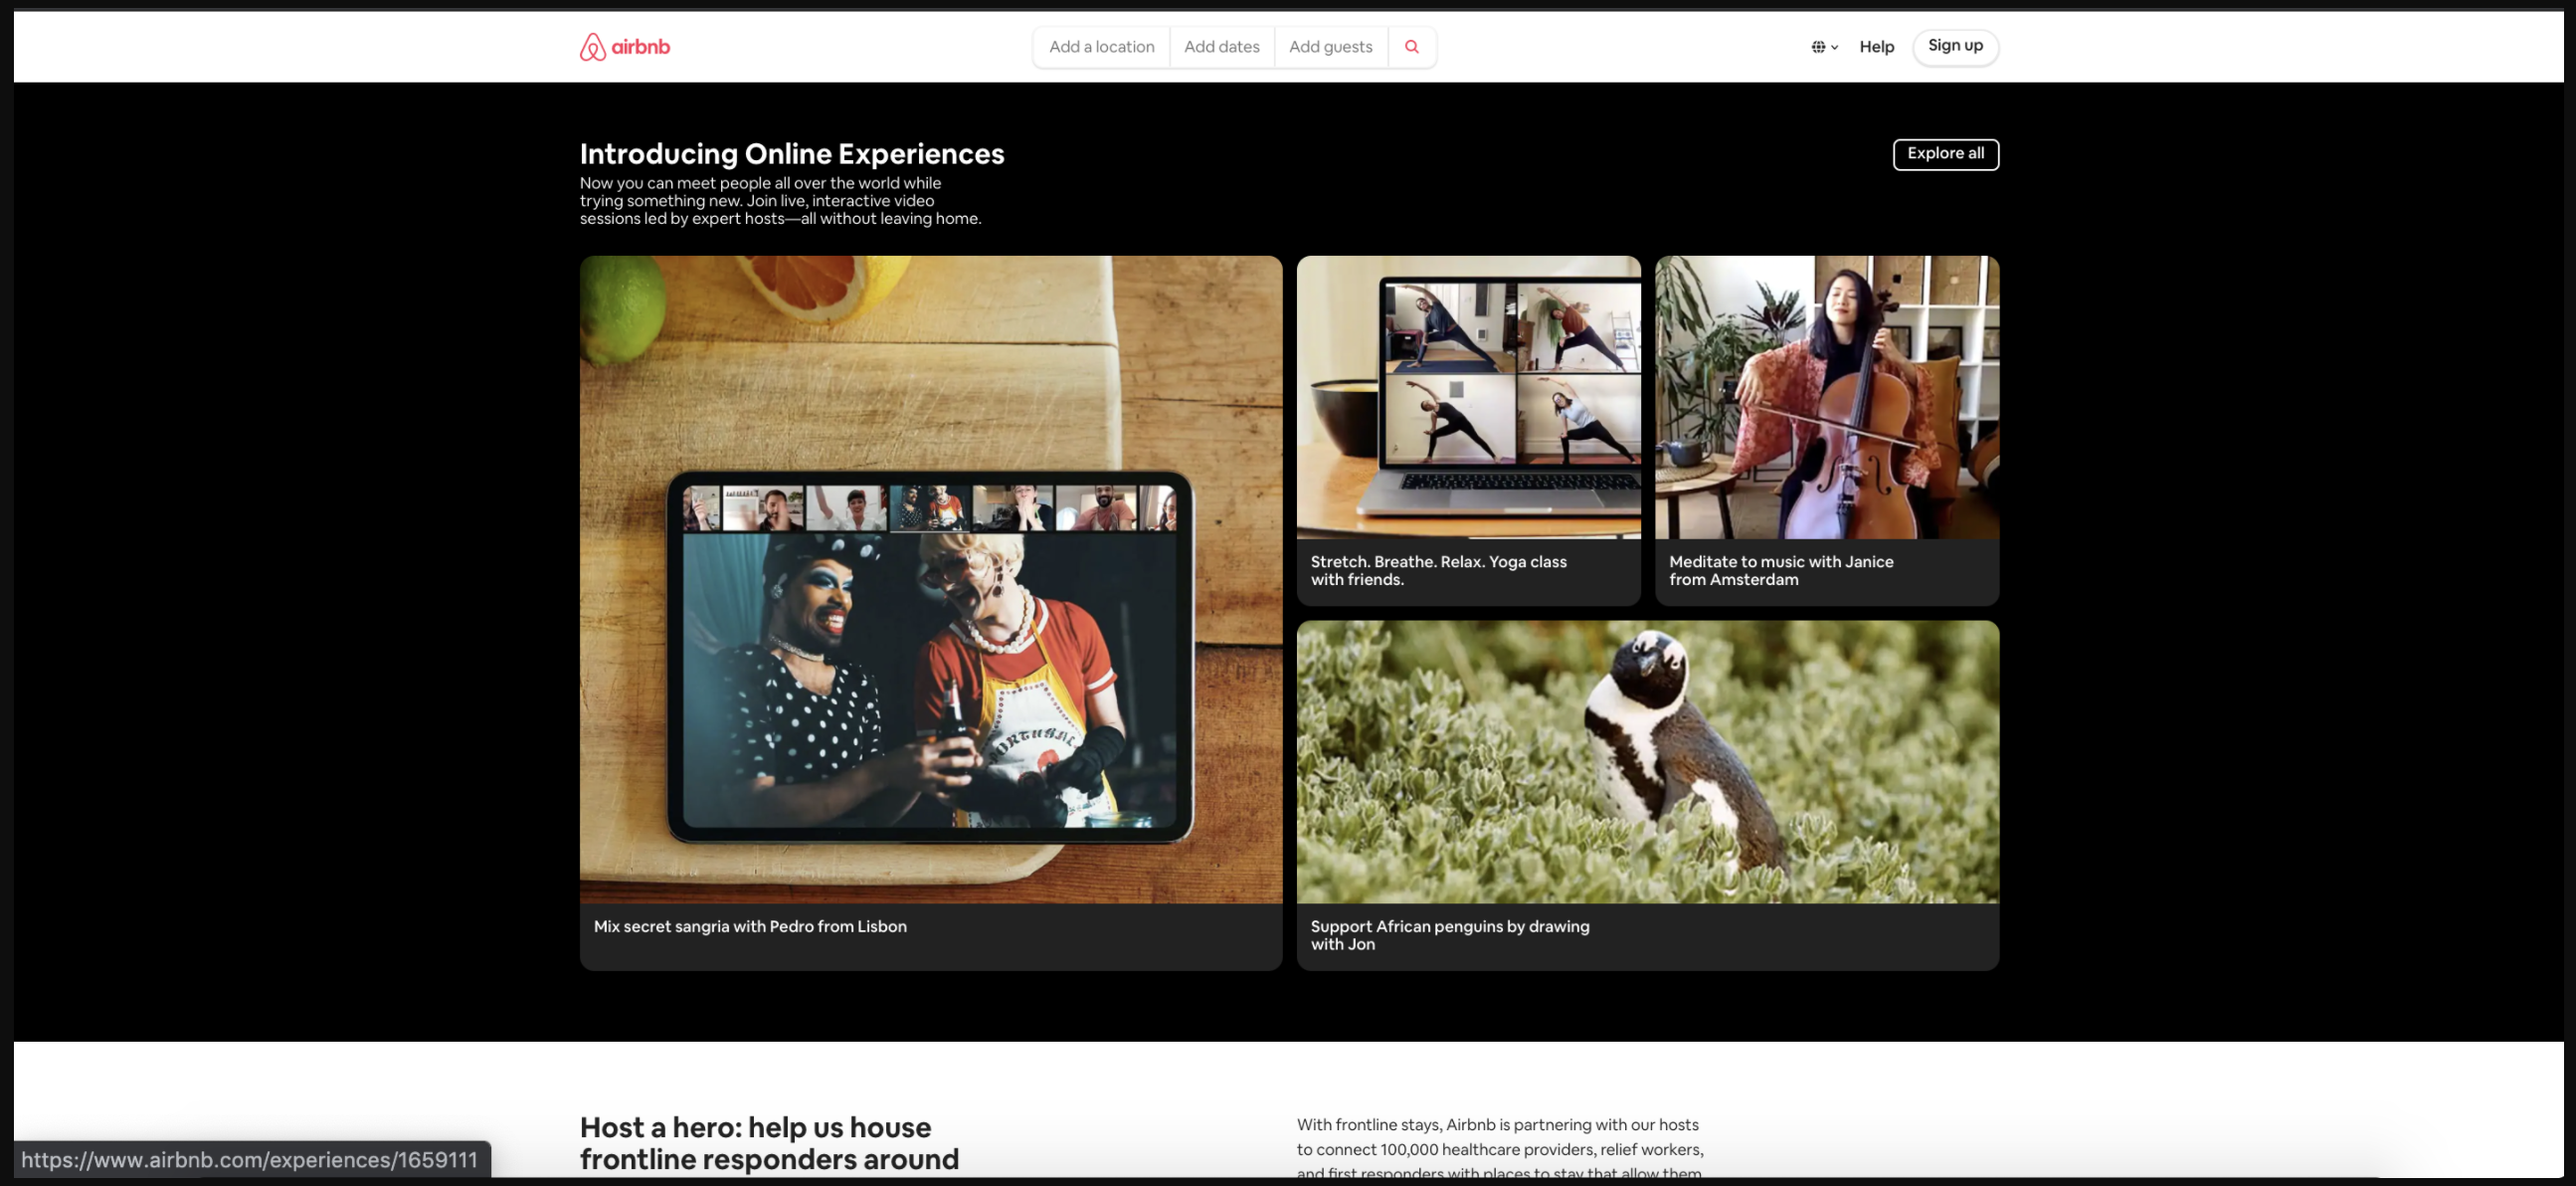 airbnb
Add a location
Add dates
Add guests
Help
Sign up
Introducing Online Experiences
Explore all
Now you can meet people all over the world while
trying something new. Join live, interactive video
sessions led by expert hosts—all without leaving home.
Stretch. Breathe. Relax. Yoga class
with friends.
Meditate to music with Janice
from Amsterdam
Mix secret sangria with Pedro from Lisbon
Support African penguins by drawing
with Jon
Host a hero: help us house
frontline responders around
With frontline stays, Airbnb is partnering with our hosts
to connect 100,000 healthcare providers, relief workers,
and first responders with places to stay that allow them
https://www.airbnb.com/experiences/1659111